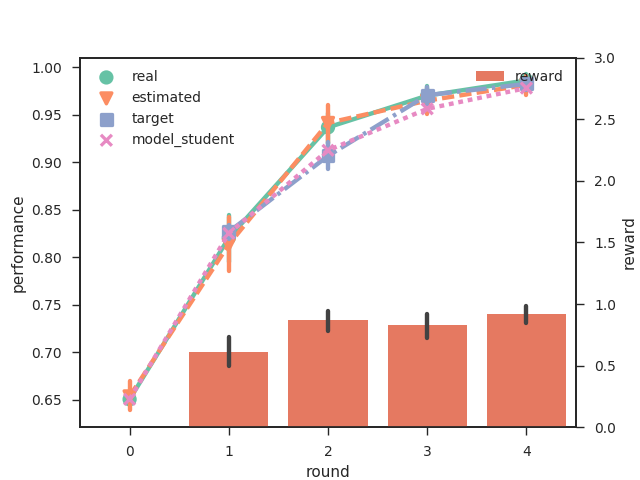 1.00
0.95
0.90
0.85
0.80
0.75
0.70
0.65
performance
real
estimated
target
model_student
reward
3.0
2.5
2.0
1.5
1.0
0.5
0.0
reward
0 1 2 3 4
round